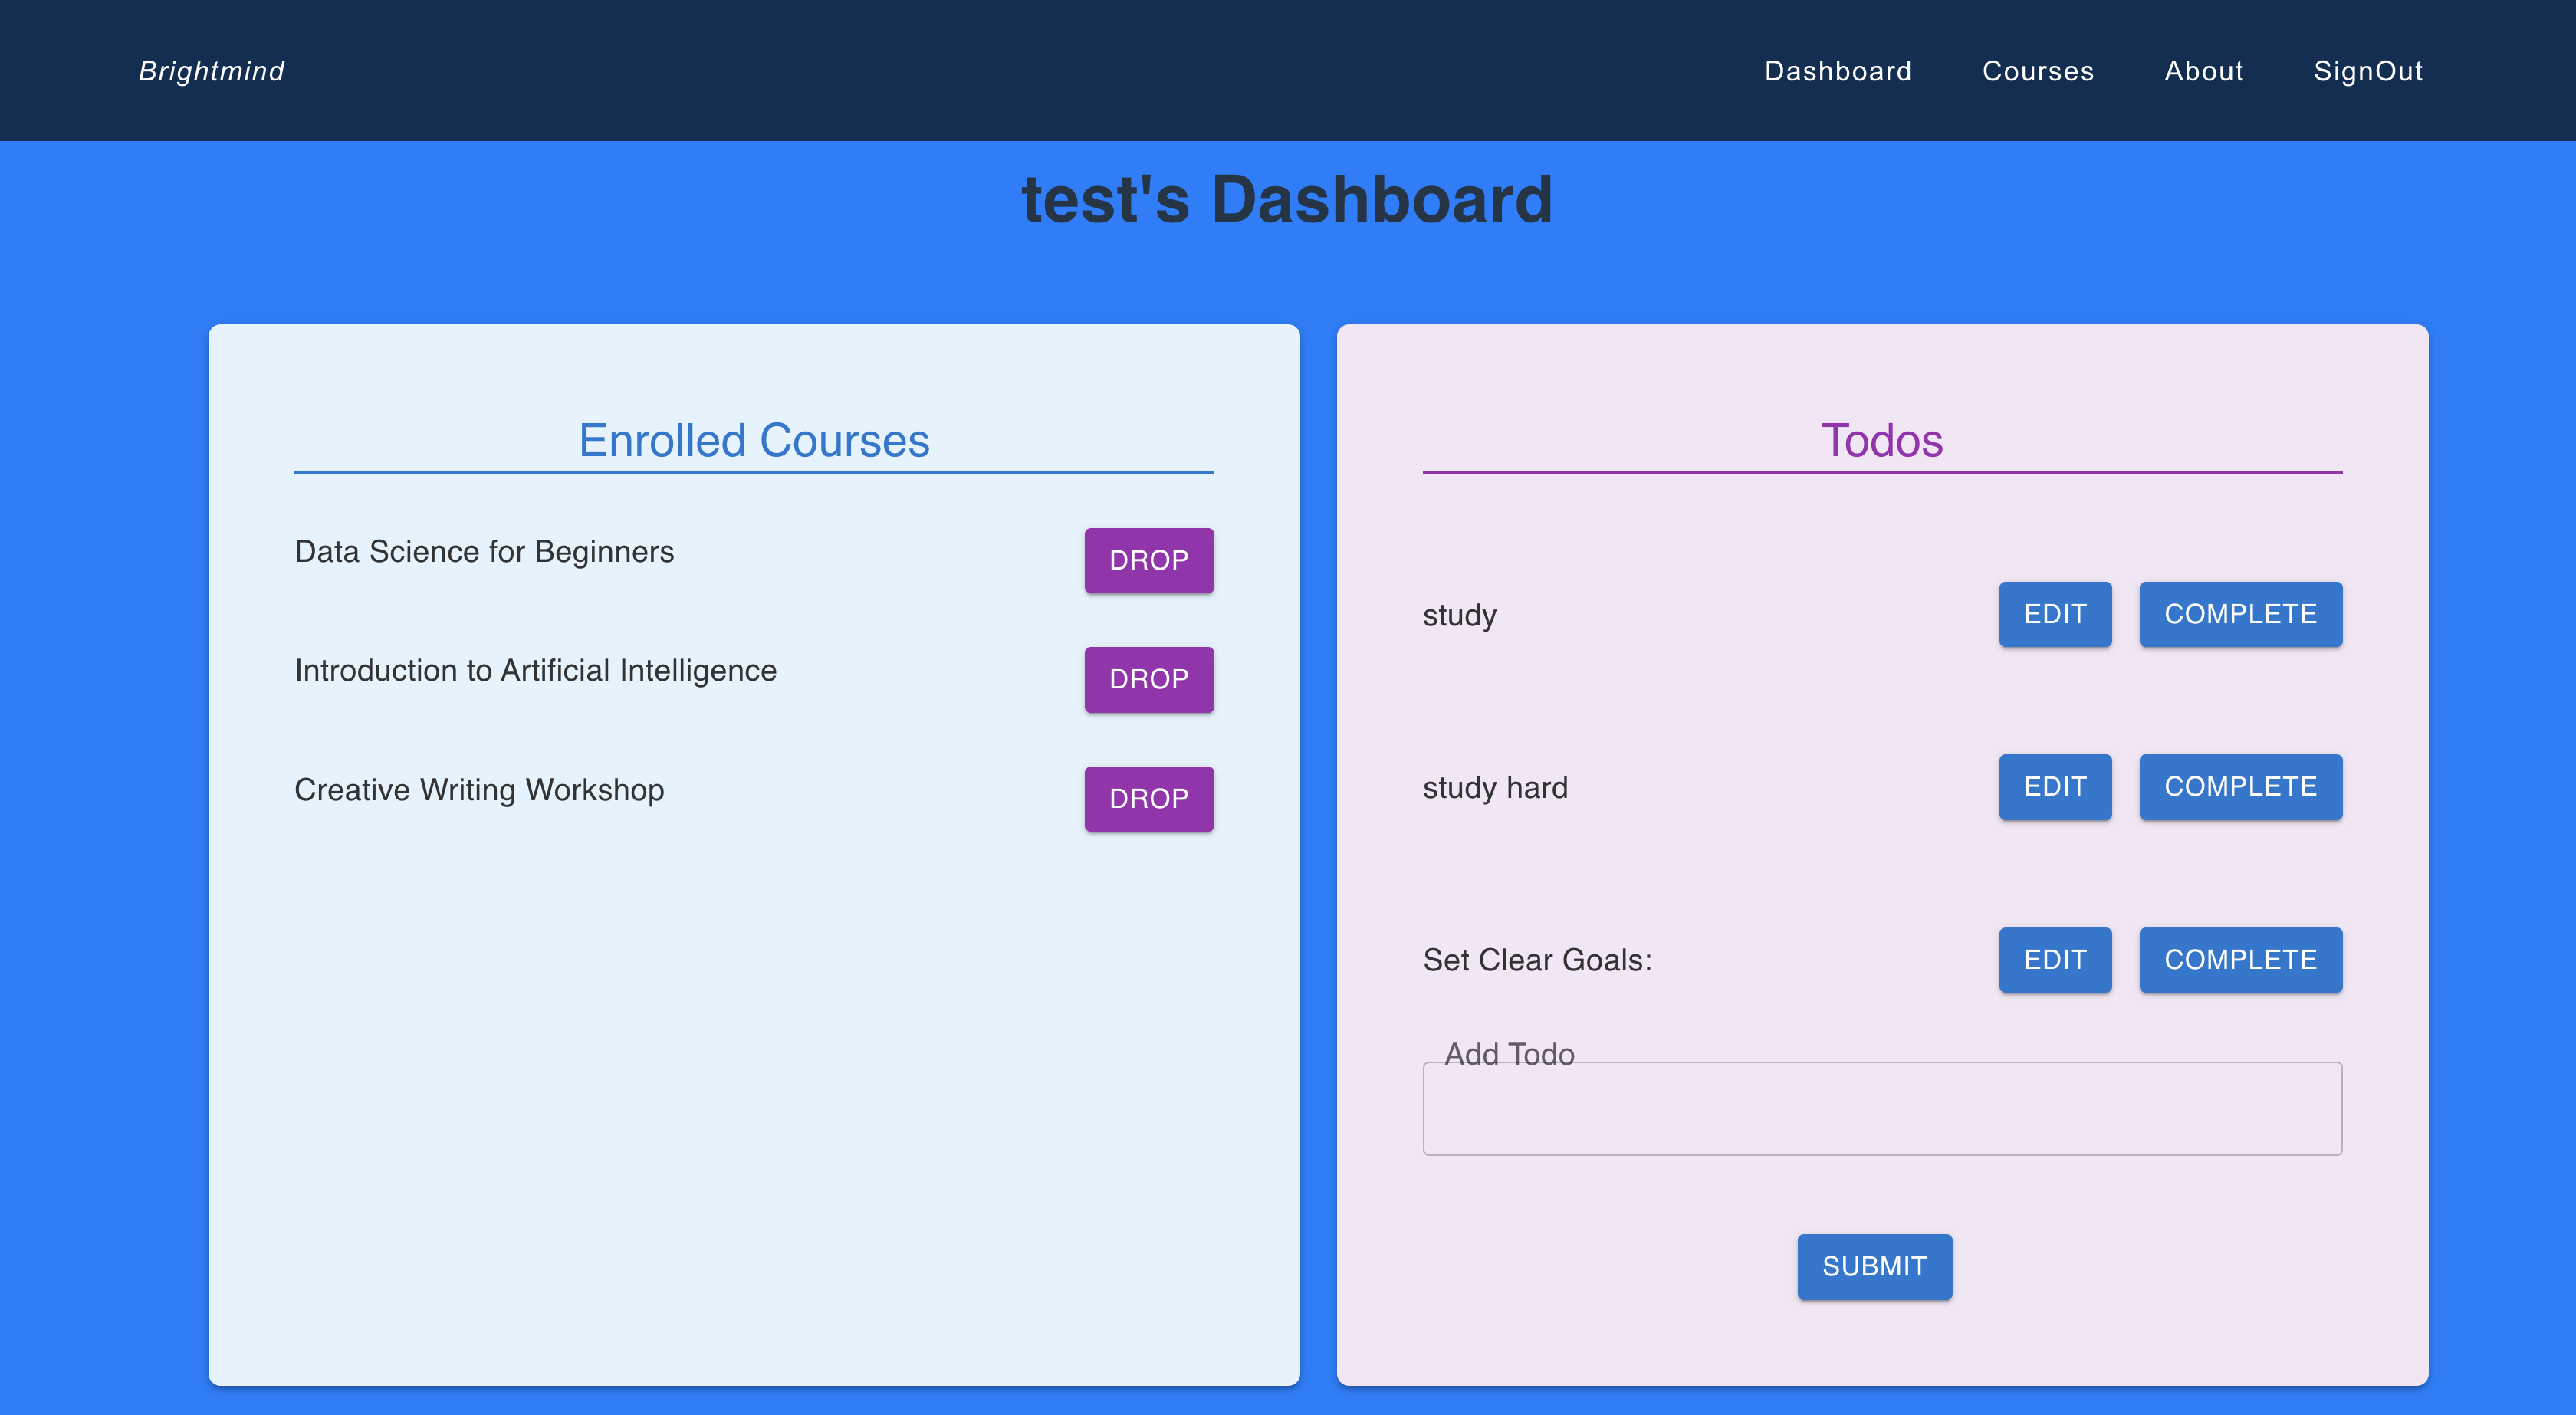 Brightmind
Dashboard Courses About SignOut
test's Dashboard
Enrolled Courses
Data Science for Beginners DROP
Introduction to Artificial Intelligence DROP
Creative Writing Workshop DROP
Todos
study EDIT COMPLETE
study hard EDIT COMPLETE
Set Clear Goals: EDIT COMPLETE
Add Todo
SUBMIT